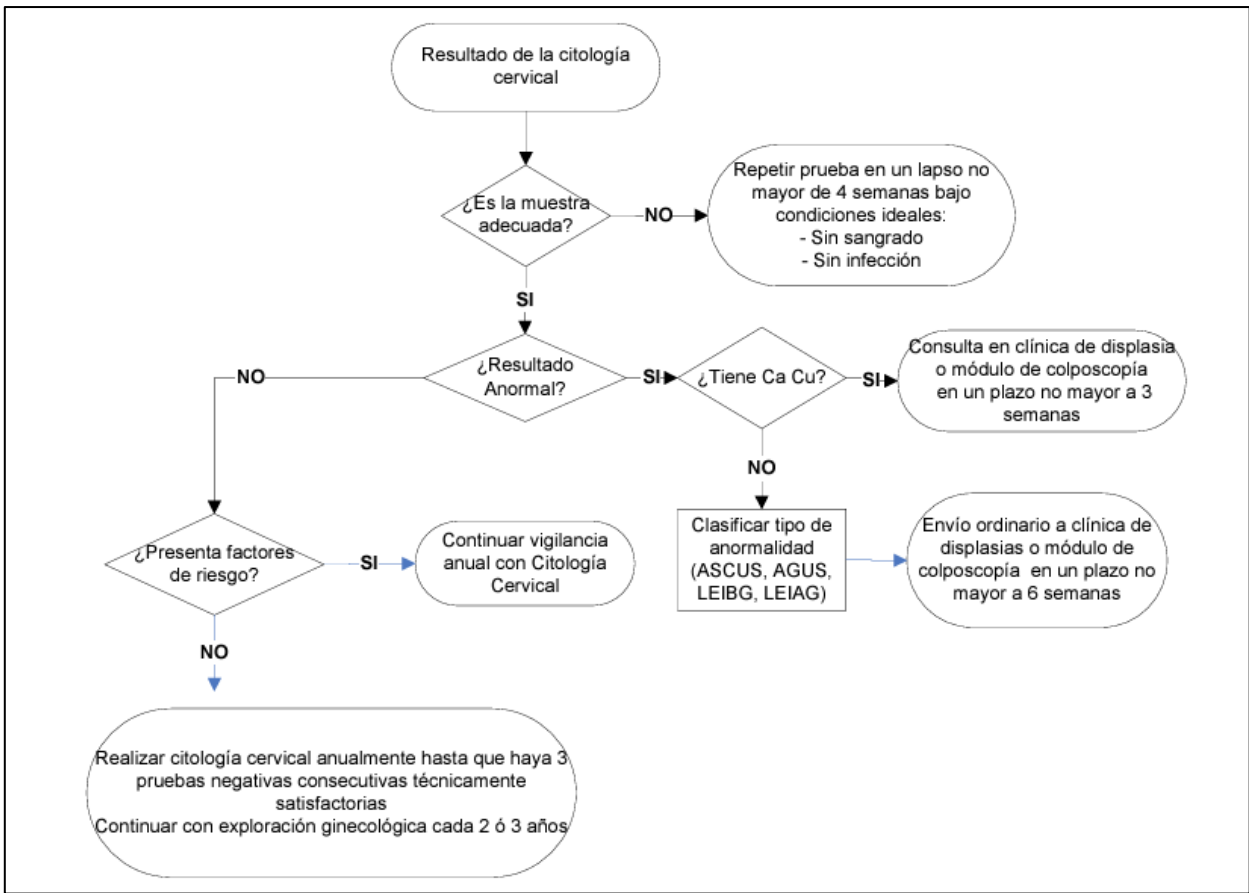 Resultado de la citología
cervical
¿Es la muestra
adecuada?
NO
Repetir prueba en un lapso no
mayor de 4 semanas bajo
condiciones ideales:
- Sin sangrado
- Sin infección
SI
¿Resultado
Anormal?
NO
SI
¿Tiene Ca Cu?
SI
Consulta en clínica de displasia
o módulo de colposcopía
en un plazo no mayor a 3
semanas
NO
Clasificar tipo de
anormalidad
(ASCUS, AGUS,
LEIBG, LEIAG)
Envío ordinario a clínica de
displasias o módulo de
colposcopía en un plazo no
mayor a 6 semanas
¿Presenta factores
de riesgo?
SI
Continuar vigilancia
anual con Citología
Cervical
NO
Realizar citología cervical anualmente hasta que haya 3
pruebas negativas consecutivas técnicamente
satisfactorias
Continuar con exploración ginecológica cada 2 ó 3 años